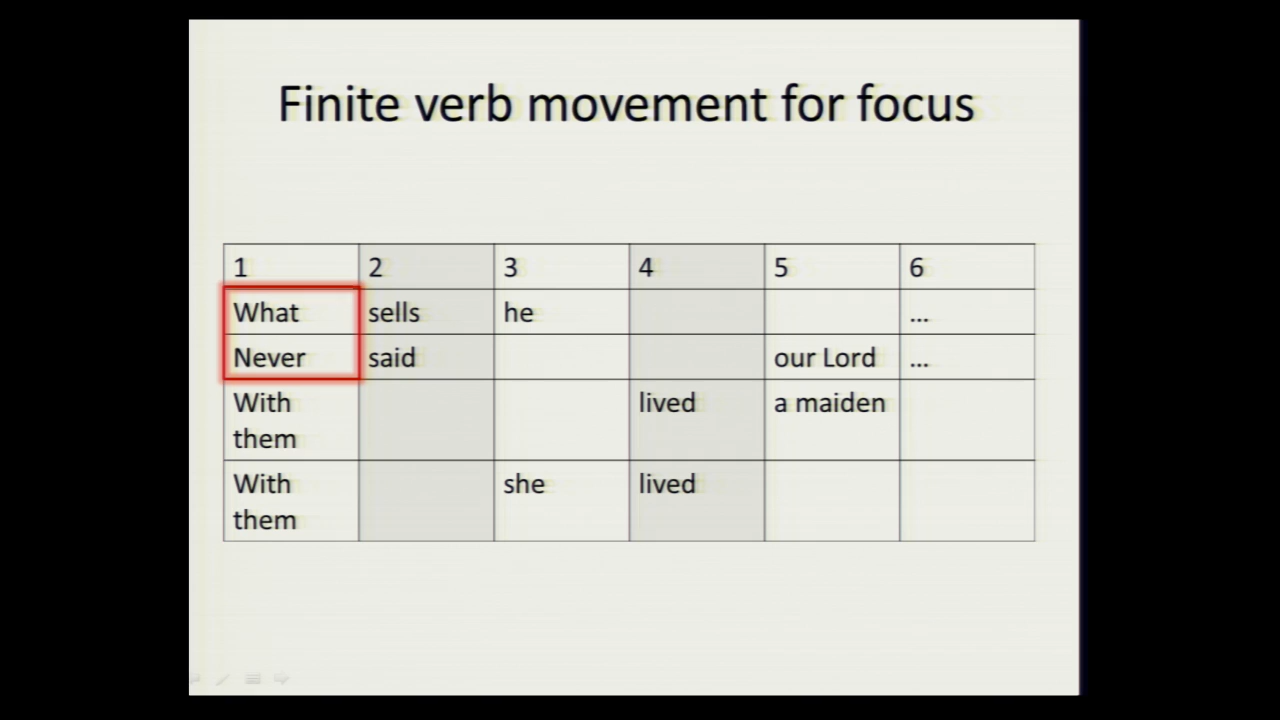 Finite verb movement for focus
1 2 3 4 5 6
What sells he ...
Never said our Lord ...
With lived a maiden
them
With she lived
them